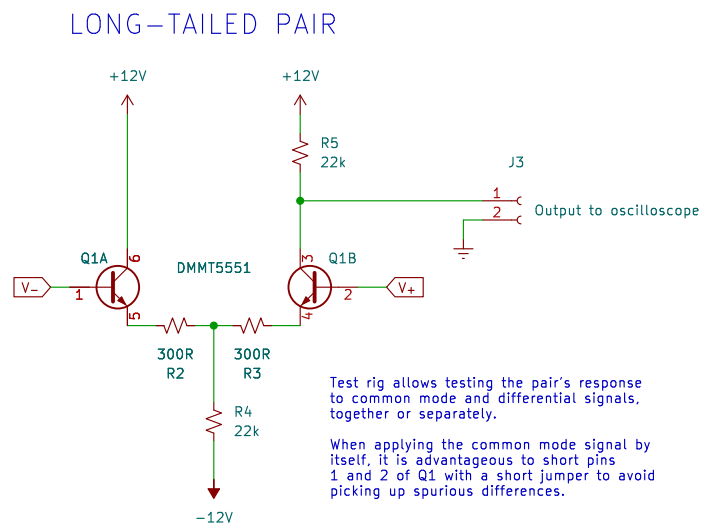 LONG-TAILED PAIR
+12V
+12V
R5
22k
J3
1
2
Output to oscilloscope
3
6
Q1A
DMMT5551
Q1B
V-
1
2
V+
5
4
300R
R2
300R
R3
R4
22k
-12V
Test rig allows testing the pair's response
to common mode and differential signals,
together or separately.
When applying the common mode signal by
itself, it is advantageous to short pins
1 and 2 of Q1 with a short jumper to avoid
picking up spurious differences.